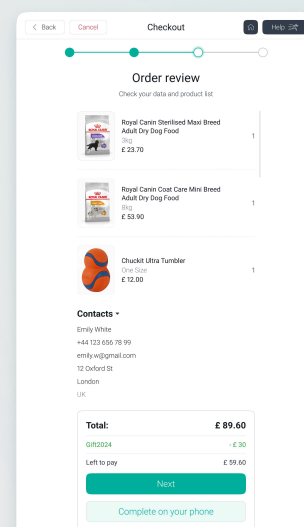 Back Cancel Checkout Help
Order review
Check your data and product list
Royal Canin Sterilised Maxi Breed
Adult Dry Dog Food
3kg
£ 23.70
1
Royal Canin Coat Care Mini Breed
Adult Dry Dog Food
8kg
£ 53.90
1
Chuckit Ultra Tumbler
One Size
£ 12.00
1
Contacts
Emily White
+44 123 656 78 99
emily.w@gmail.com
12 Oxford St
London
UK
Total: £ 89.60
Gift2024 - £ 30
Left to pay £ 59.60
Next
Complete on your phone